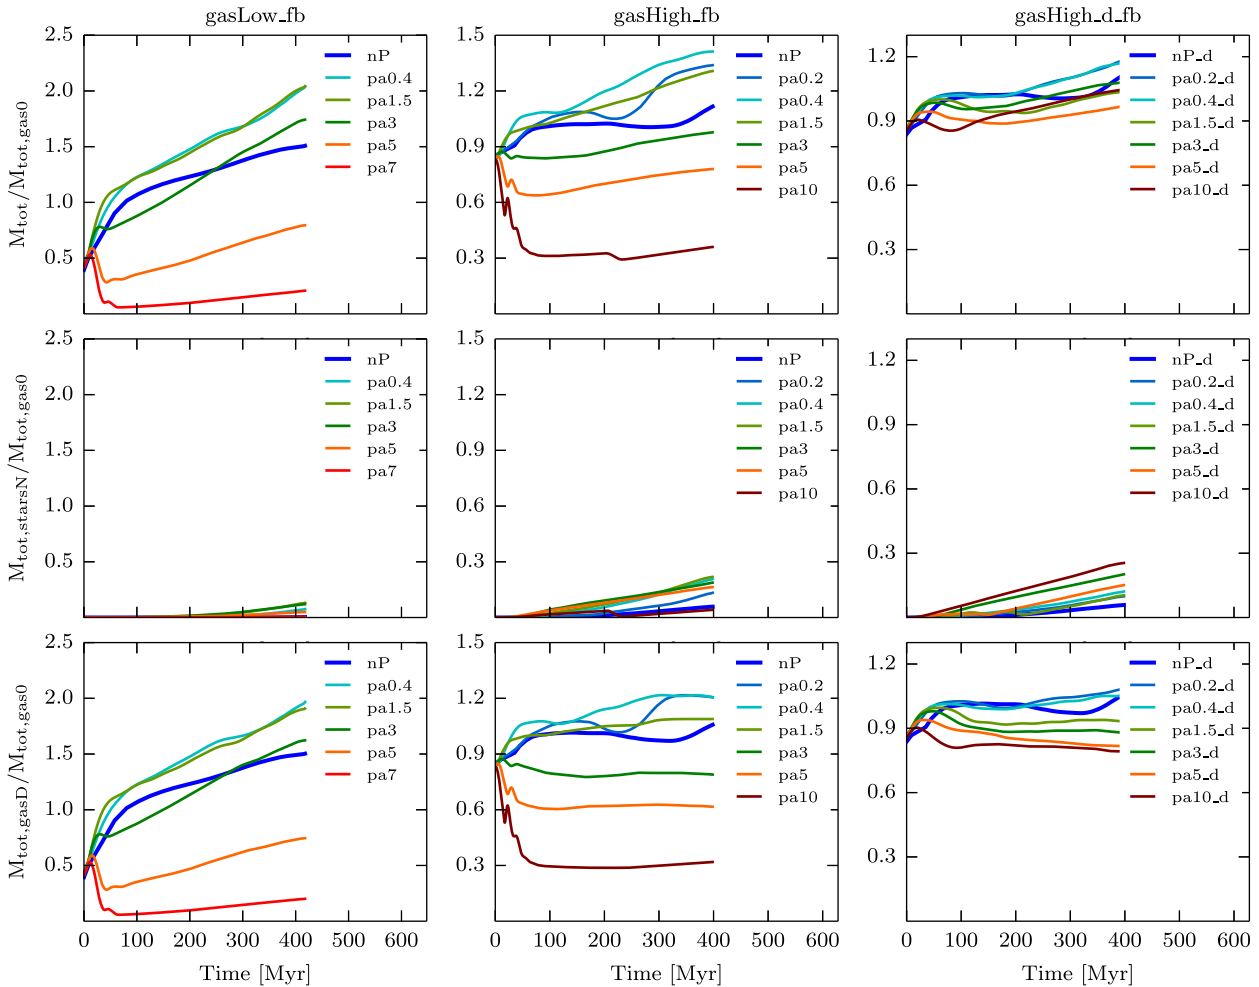 gasLow_fb
gasHigh_fb
gasHigh_d_fb
M_tot/M_tot,gas0
2.5
2.0
1.5
1.0
0.5
nP
pa0.4
pa1.5
pa3
pa5
pa7
1.5
1.2
0.9
0.6
0.3
nP
pa0.2
pa0.4
pa1.5
pa3
pa5
pa10
1.2
0.9
0.6
0.3
nP_d
pa0.2_d
pa0.4_d
pa1.5_d
pa3_d
pa5_d
pa10_d
M_tot,starsN/M_tot,gas0
2.5
2.0
1.5
1.0
0.5
nP
pa0.4
pa1.5
pa3
pa5
pa7
1.5
1.2
0.9
0.6
0.3
nP
pa0.2
pa0.4
pa1.5
pa3
pa5
pa10
1.2
0.9
0.6
0.3
nP_d
pa0.2_d
pa0.4_d
pa1.5_d
pa3_d
pa5_d
pa10_d
M_tot,gasD/M_tot,gas0
2.5
2.0
1.5
1.0
0.5
nP
pa0.4
pa1.5
pa3
pa5
pa7
0 100 200 300 400 500 600
Time [Myr]
1.5
1.2
0.9
0.6
0.3
nP
pa0.2
pa0.4
pa1.5
pa3
pa5
pa10
0 100 200 300 400 500 600
Time [Myr]
1.2
0.9
0.6
0.3
nP_d
pa0.2_d
pa0.4_d
pa1.5_d
pa3_d
pa5_d
pa10_d
0 100 200 300 400 500 600
Time [Myr]